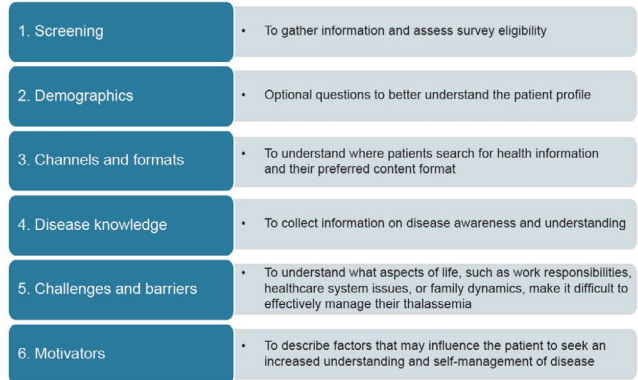 1. Screening
• To gather information and assess survey eligibility
2. Demographics
• Optional questions to better understand the patient profile
3. Channels and formats
• To understand where patients search for health information
and their preferred content format
4. Disease knowledge
• To collect information on disease awareness and understanding
5. Challenges and barriers
• To understand what aspects of life, such as work responsibilities,
healthcare system issues, or family dynamics, make it difficult to
effectively manage their thalassemia
6. Motivators
• To describe factors that may influence the patient to seek an
increased understanding and self-management of disease